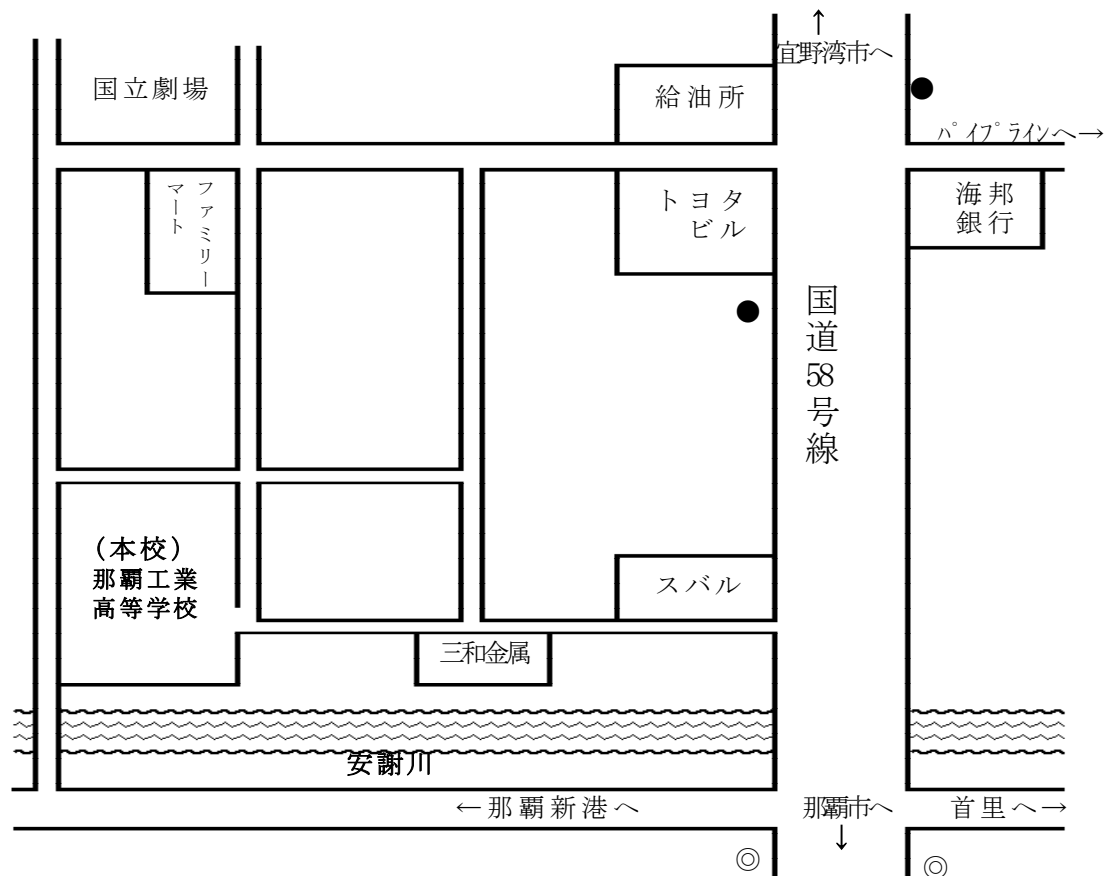 ↑
宜野湾市へ
国立劇場
給油所
●
パイプラインへ→
ファミリー
マート
トヨタ
ビル
海邦
銀行
●
国道58号線
(本校)
那覇工業
高等学校
スバル
三和金属
安謝川
←那覇新港へ
那覇市へ
↓
首里へ→
◎
◎